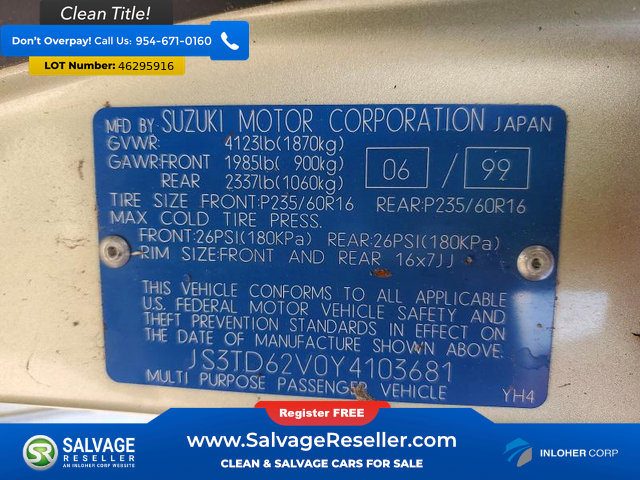 Clean Title!
Don't Overpay! Call Us: 954-671-0160
LOT Number: 46295916
MFD BY SUZUKI MOTOR CORPORATION JAPAN
GVWR: 4123lb(1870kg)
GAWR:FRONT 1985lb( 900kg) 06 / 99
REAR 2337lb(1060kg)
TIRE SIZE FRONT:P235/60R16 REAR:P235/60R16
MAX COLD TIRE PRESS.
FRONT:26PSI(180KPa) REAR:26PSI(180KPa)
RIM SIZE:FRONT AND REAR 16x7JJ
THIS VEHICLE CONFORMS TO ALL APPLICABLE
U.S. FEDERAL MOTOR VEHICLE SAFETY AND
THEFT PREVENTION STANDARDS IN EFFECT ON
THE DATE OF MANUFACTURE SHOWN ABOVE.
JS3TD62V0Y4103681
MULTI PURPOSE PASSENGER VEHICLE YH4
Register FREE
SR
SALVAGE
RESELLER
AN INLOHER CORP WEBSITE
www.SalvageReseller.com
CLEAN & SALVAGE CARS FOR SALE
INLOHER CORP